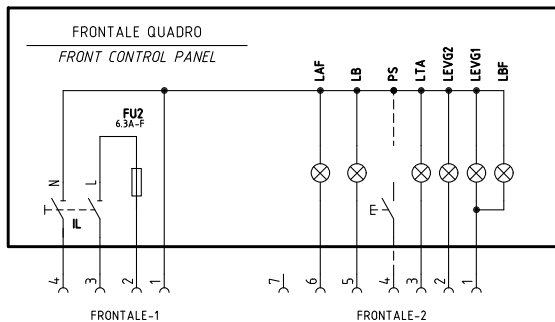 FRONTALE QUADRO
FRONT CONTROL PANEL
LAF
LB
PS
LTA
LEVG2
LEVG1
LBF
FU2
6.3A-F
N
L
IL
4
3
2
1
7
6
5
4
3
2
1
FRONTALE-1
FRONTALE-2